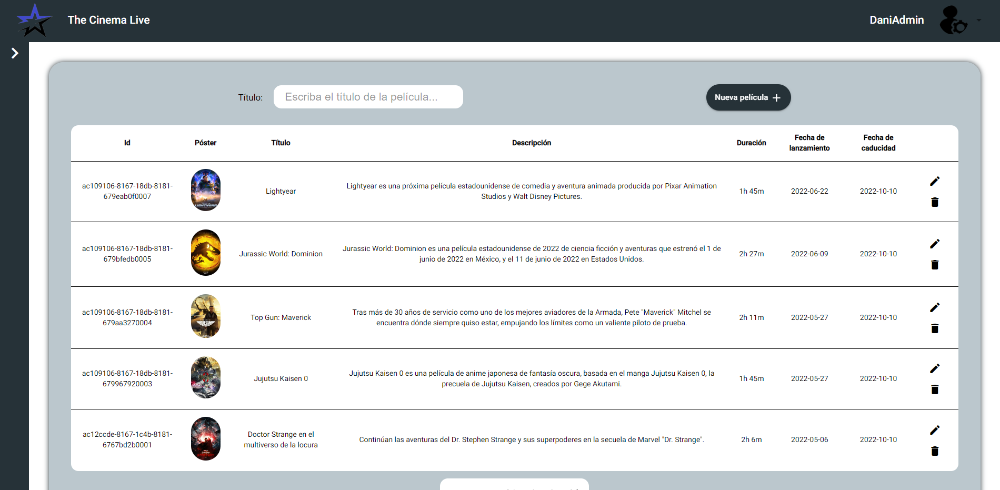 The Cinema Live
DaniAdmin
Título:
Escriba el título de la película...
Nueva película +
Id
Póster
Título
Descripción
Duración
Fecha de
lanzamiento
Fecha de
caducidad
ac109106-8167-18db-8181-
679eab0f0007
Lightyear
Lightyear es una próxima película estadounidense de comedia y aventura animada producida por Pixar Animation
Studios y Walt Disney Pictures.
1h 45m
2022-06-22
2022-10-10
ac109106-8167-18db-8181-
679bfedb0005
Jurassic World: Dominion
Jurassic World: Dominion es una película estadounidense de 2022 de ciencia ficción y aventuras que estrenó el 1 de
junio de 2022 en México, y el 11 de junio de 2022 en Estados Unidos.
2h 27m
2022-06-09
2022-10-10
ac109106-8167-18db-8181-
679aa3270004
TOP GUN
Top Gun: Maverick
Tras más de 30 años de servicio como uno de los mejores aviadores de la Armada, Pete "Maverick" Mitchel se
encuentra dónde siempre quiso estar, empujando los límites como un valiente piloto de prueba.
2h 11m
2022-05-27
2022-10-10
ac109106-8167-18db-8181-
679967920003
Jujutsu Kaisen 0
Jujutsu Kaisen 0 es una película de anime japonesa de fantasía oscura, basada en el manga Jujutsu Kaisen 0, la
precuela de Jujutsu Kaisen, creados por Gege Akutami.
1h 45m
2022-05-27
2022-10-10
ac12ccde-8167-1c4b-8181-
6767bd2b0001
Doctor Strange en el
multiverso de la locura
Continúan las aventuras del Dr. Stephen Strange y sus superpoderes en la secuela de Marvel "Dr. Strange".
2h 6m
2022-05-06
2022-10-10